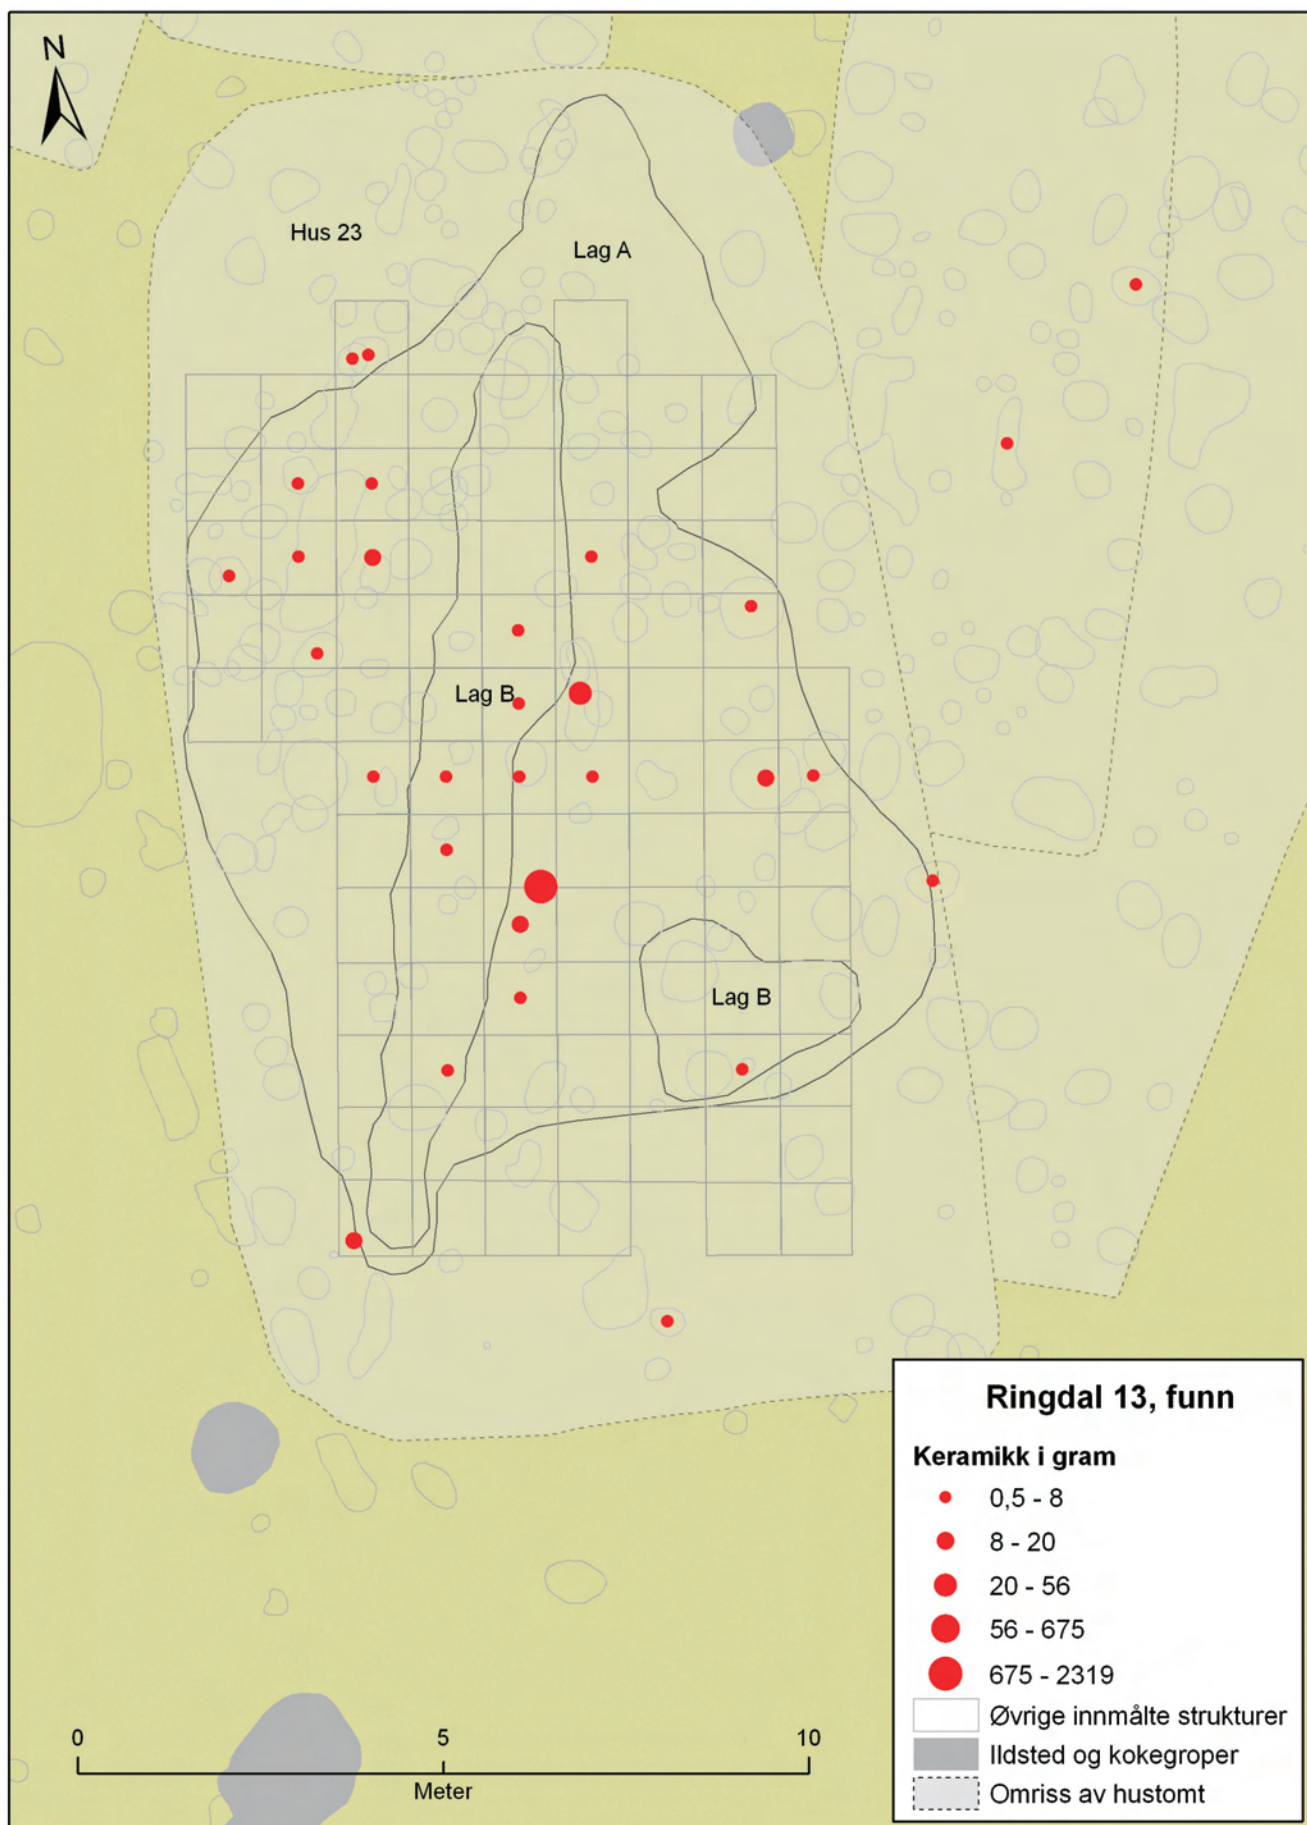 N
Hus 23
Lag A
Lag B
Lag B
Ringdal 13, funn
Keramikk i gram
0,5 - 8
8 - 20
20 - 56
56 - 675
675 - 2319
Øvrige innmålte strukturer
Ildsted og kokegroper
Omriss av hustomt
0 5 10
Meter